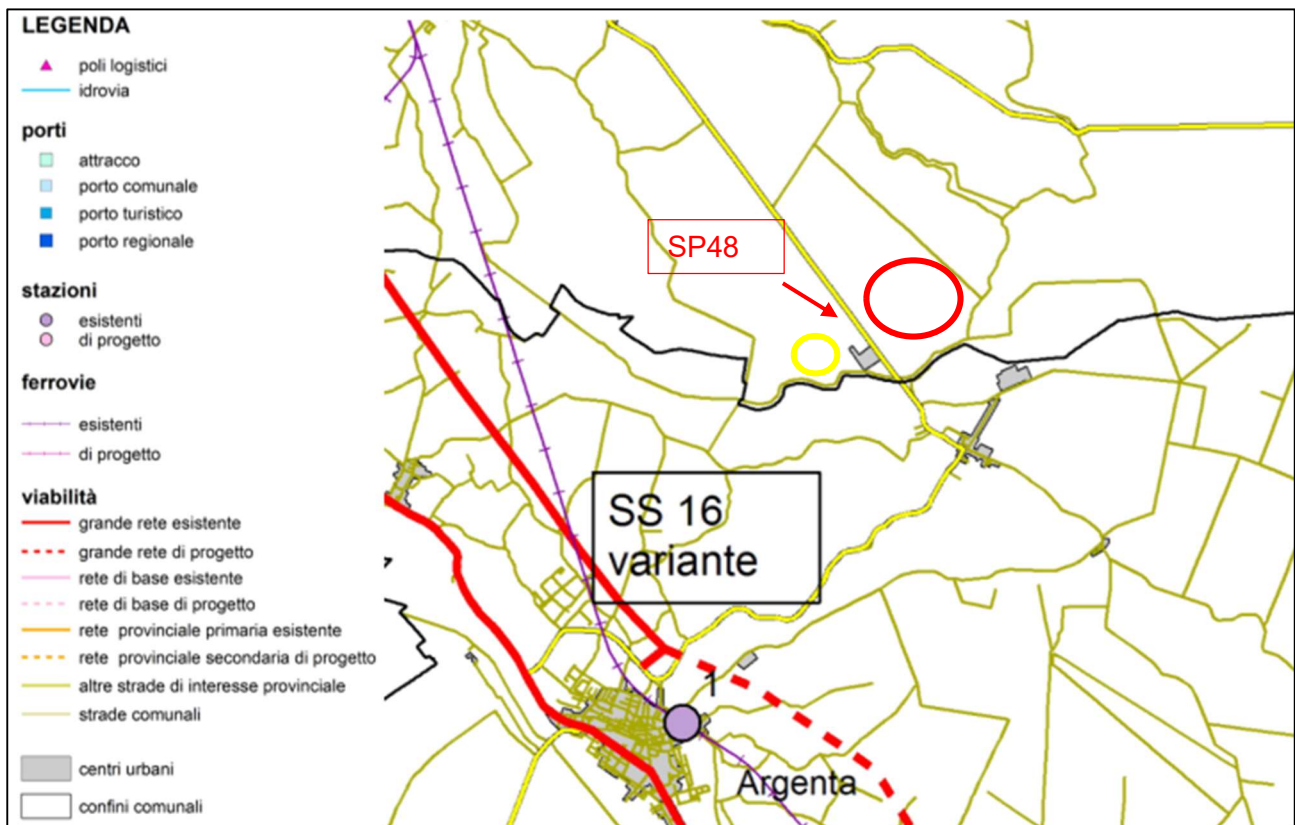 LEGENDA
poli logistici
idrovia
porti
attracco
porto comunale
porto turistico
porto regionale
stazioni
esistenti
di progetto
ferrovie
esistenti
di progetto
viabilità
grande rete esistente
grande rete di progetto
rete di base esistente
rete di base di progetto
rete provinciale primaria esistente
rete provinciale secondaria di progetto
altre strade di interesse provinciale
strade comunali
centri urbani
confini comunali
SP48
SS 16
variante
1
Argenta